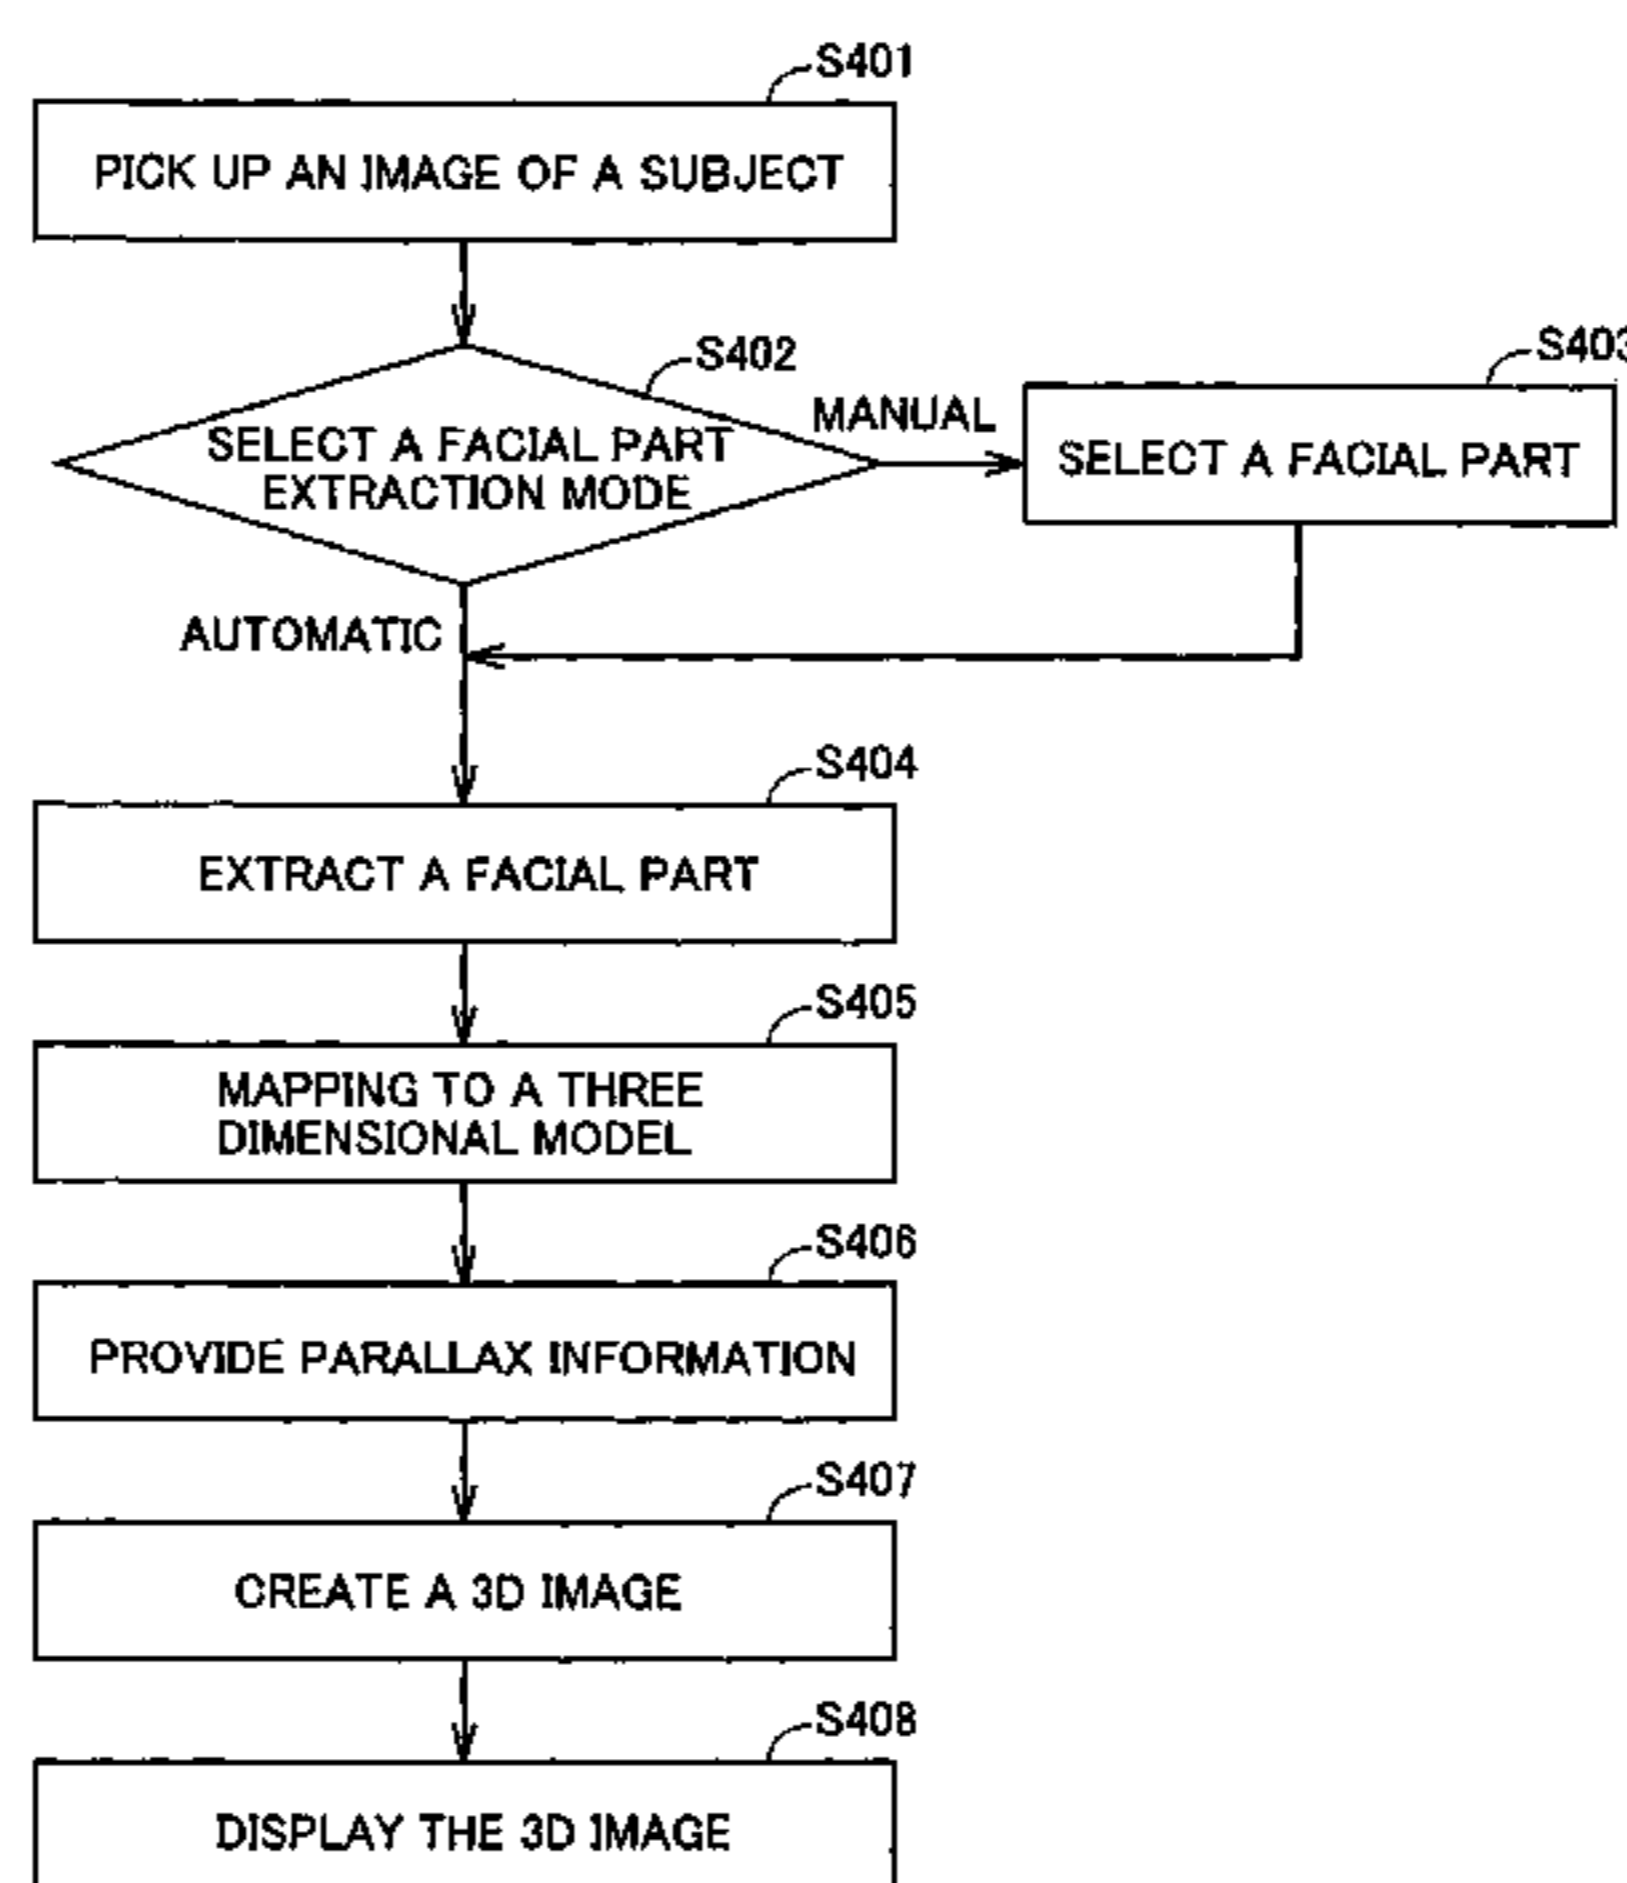 S401
PICK UP AN IMAGE OF A SUBJECT
S402
SELECT A FACIAL PART
EXTRACTION MODE
MANUAL
S403
SELECT A FACIAL PART
AUTOMATIC
S404
EXTRACT A FACIAL PART
S405
MAPPING TO A THREE
DIMENSIONAL MODEL
S406
PROVIDE PARALLAX INFORMATION
S407
CREATE A 3D IMAGE
S408
DISPLAY THE 3D IMAGE